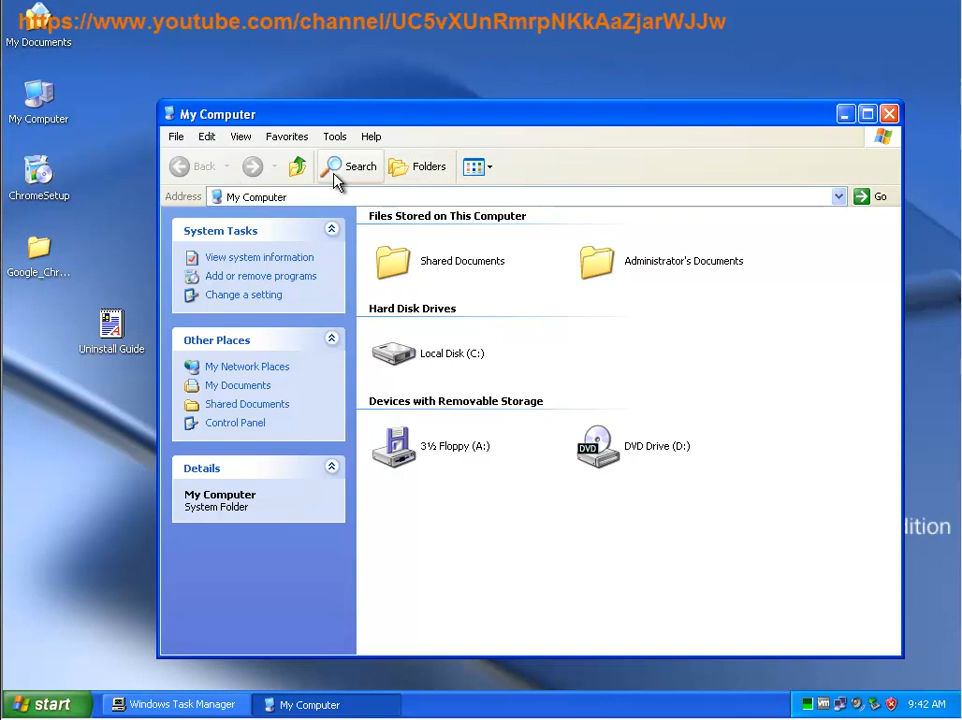 https://www.youtube.com/channel/UC5vXUnRmrpNKkAaZjarWJJw
My Documents
My Computer
ChromeSetup
Google_Chr...
Uninstall Guide
My Computer
File Edit View Favorites Tools Help
Back Search Folders
Address My Computer Go
System Tasks
View system information
Add or remove programs
Change a setting
Other Places
My Network Places
My Documents
Shared Documents
Control Panel
Details
My Computer
System Folder
Files Stored on This Computer
Shared Documents Administrator's Documents
Hard Disk Drives
Local Disk (C:)
Devices with Removable Storage
3½ Floppy (A:) DVD Drive (D:)
DVD
dition
start Windows Task Manager My Computer 9:42 AM